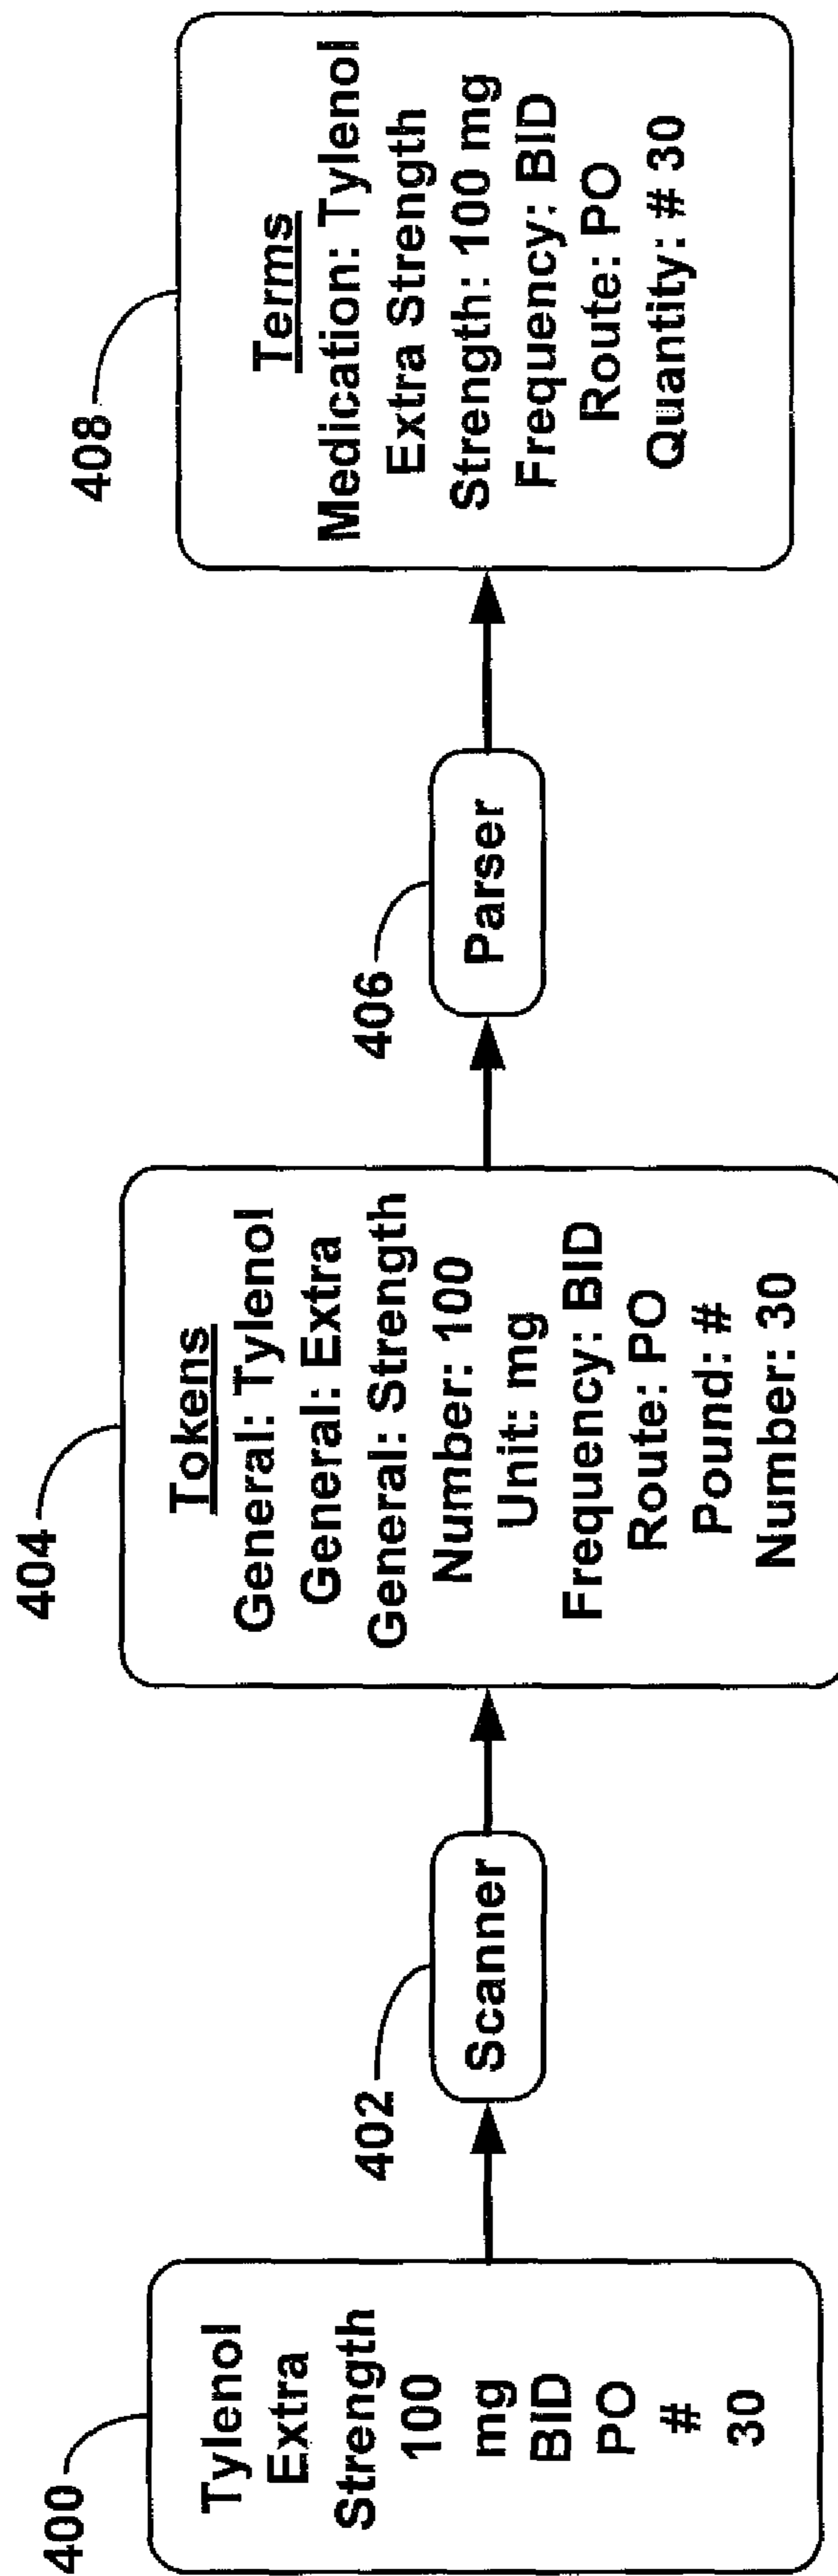 400
Tylenol
Extra
Strength
100
mg
BID
PO
#
30
402
Scanner
404
Tokens
General: Tylenol
General: Extra
General: Strength
Number: 100
Unit: mg
Frequency: BID
Route: PO
Pound: #
Number: 30
406
Parser
408
Terms
Medication: Tylenol
Extra Strength
Strength: 100 mg
Frequency: BID
Route: PO
Quantity: # 30